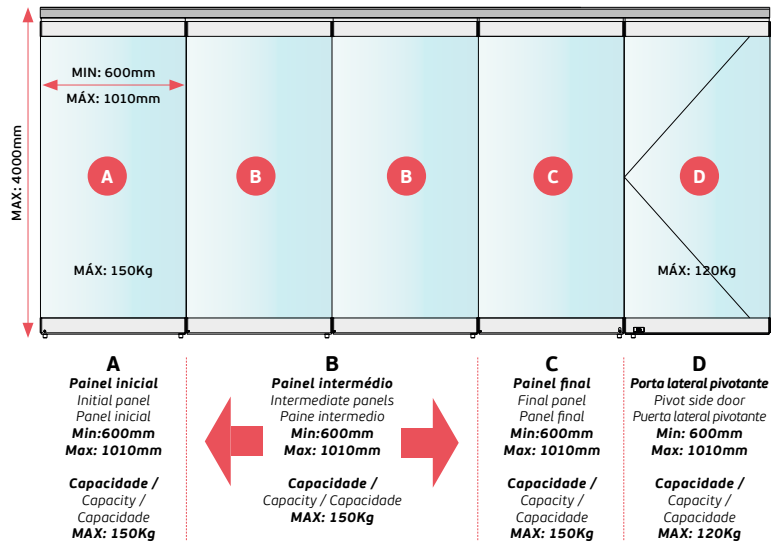 MAX: 4000mm
MIN: 600mm
MÁX: 1010mm
A
B
B
C
D
MÁX: 150Kg
MÁX: 120Kg
A
Painel inicial
Initial panel
Panel inicial
Min:600mm
Max: 1010mm
Capacidade /
Capacity /
Capacidade
MAX: 150Kg
B
Painel intermédio
Intermediate panels
Paine intermedio
Min:600mm
Max: 1010mm
Capacidade /
Capacity / Capacidade
MAX: 150Kg
C
Painel final
Final panel
Panel final
Min:600mm
Max: 1010mm
Capacidade /
Capacity /
Capacidade
MAX: 150Kg
D
Porta lateral pivotante
Pivot side door
Puerta lateral pivotante
Min: 600mm
Max: 1010mm
Capacidade /
Capacity /
Capacidade
MAX: 120Kg